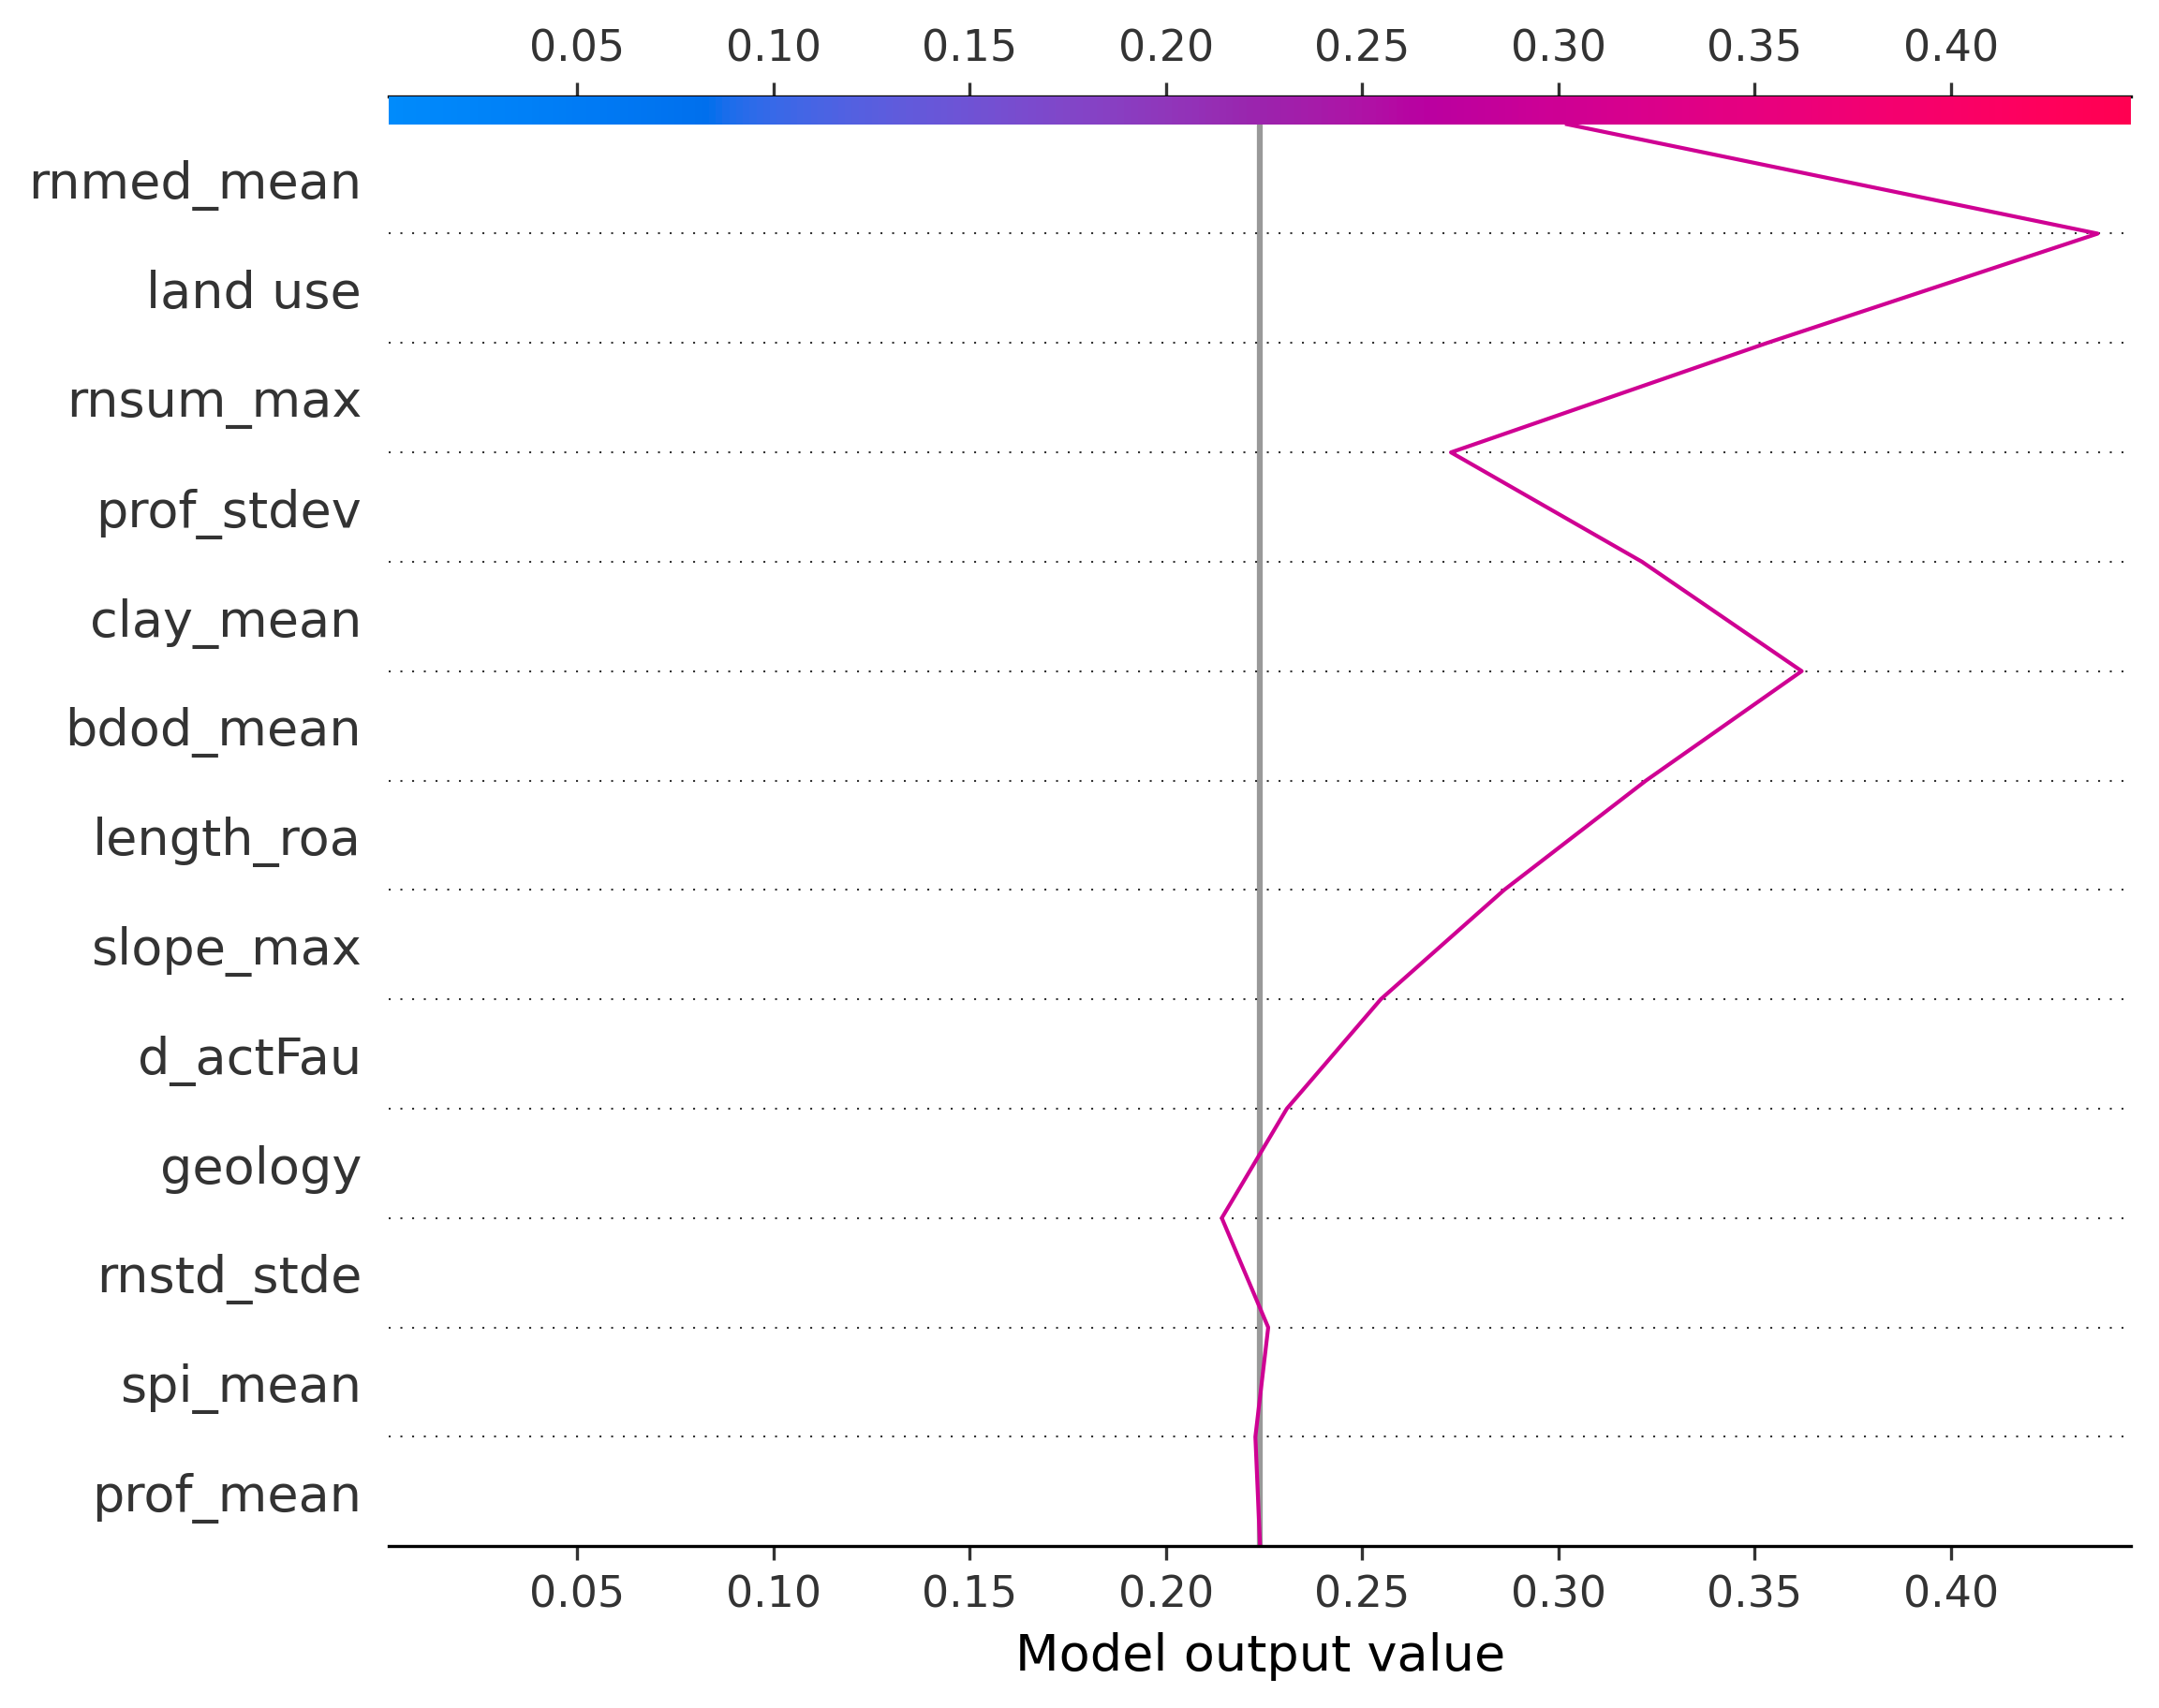 0.05 0.10 0.15 0.20 0.25 0.30 0.35 0.40
rnmed_mean
land use
rnsum_max
prof_stdev
clay_mean
bdod_mean
length_roa
slope_max
d_actFau
geology
rnstd_stde
spi_mean
prof_mean
0.05 0.10 0.15 0.20 0.25 0.30 0.35 0.40
Model output value